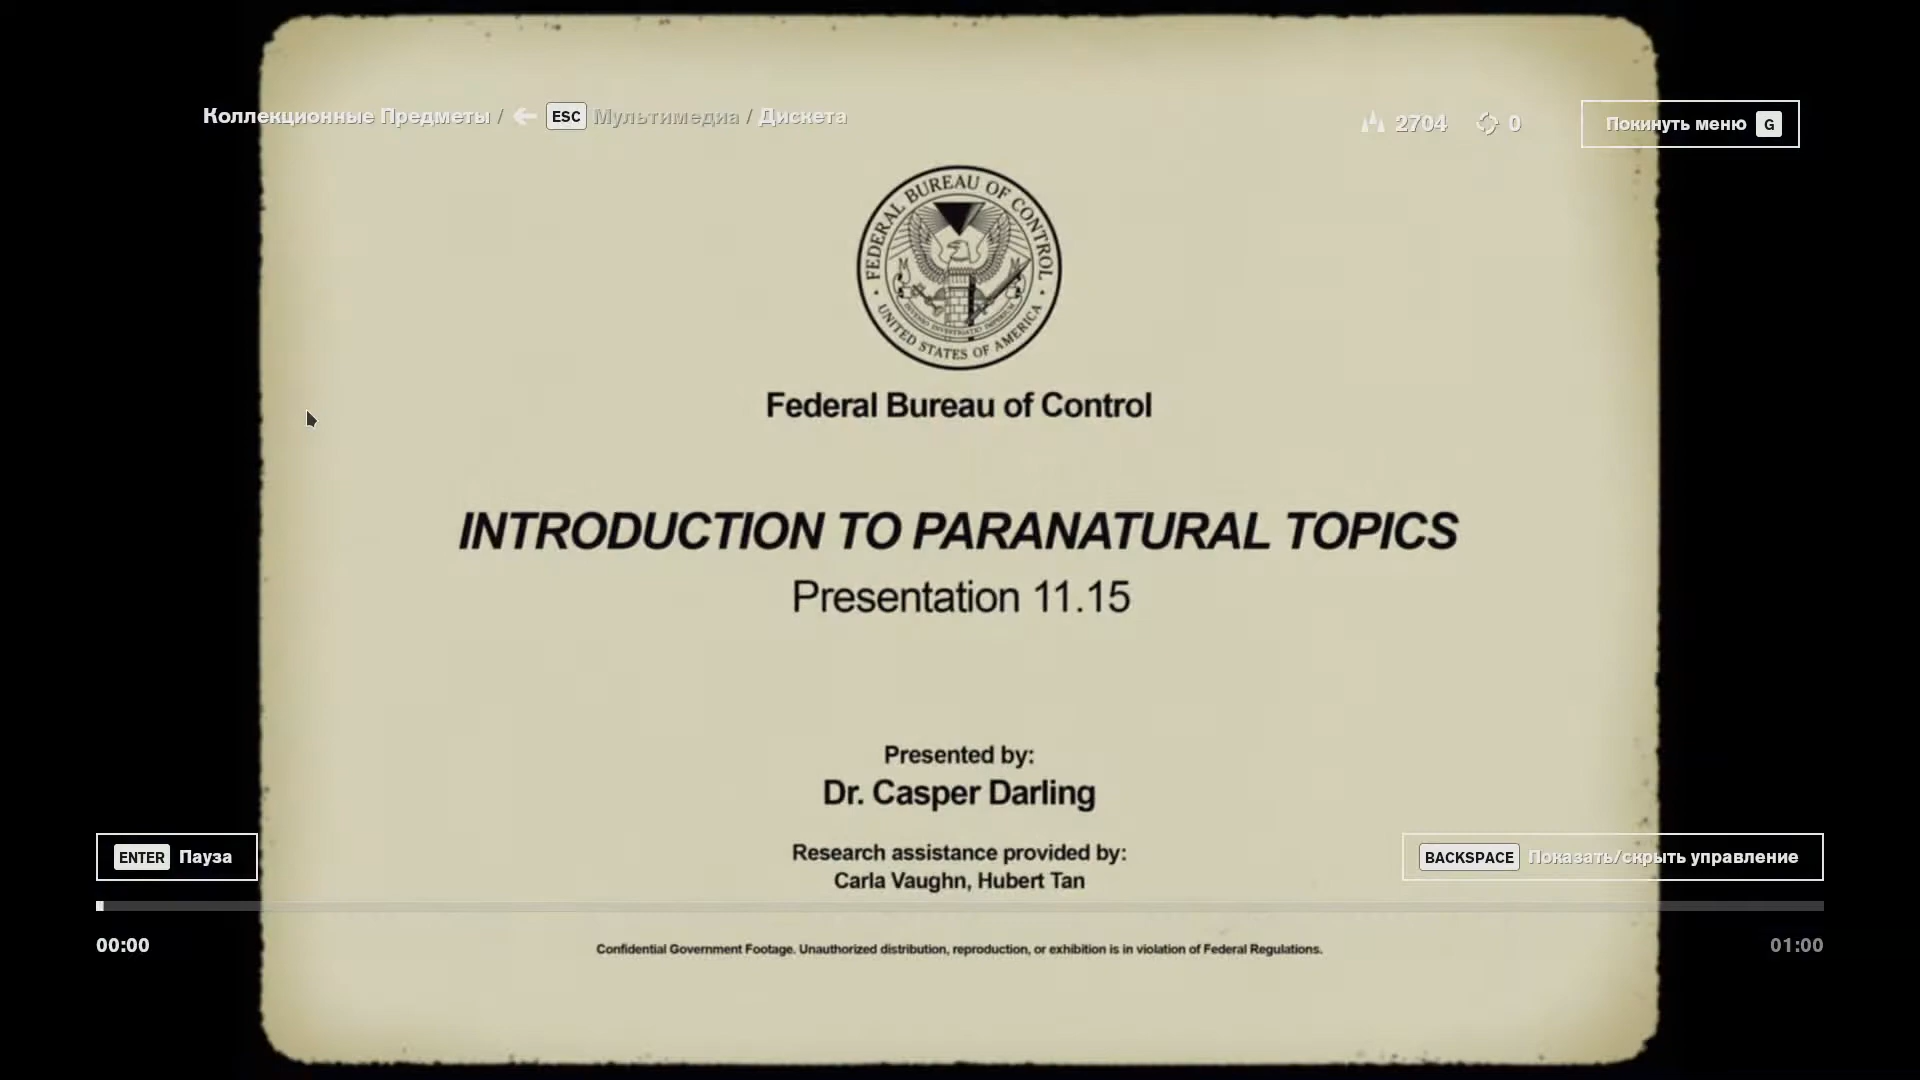 Коллекционные Предметы / ESC Мультимедиа / Дискета
2704 0
Покинуть меню G
FEDERAL BUREAU OF CONTROL
INVENIO INVESTIGATIO IMPERIUM
UNITED STATES OF AMERICA
Federal Bureau of Control
INTRODUCTION TO PARANATURAL TOPICS
Presentation 11.15
Presented by:
Dr. Casper Darling
ENTER Пауза
BACKSPACE Показать/скрыть управление
Research assistance provided by:
Carla Vaughn, Hubert Tan
00:00
01:00
Confidential Government Footage. Unauthorized distribution, reproduction, or exhibition is in violation of Federal Regulations.